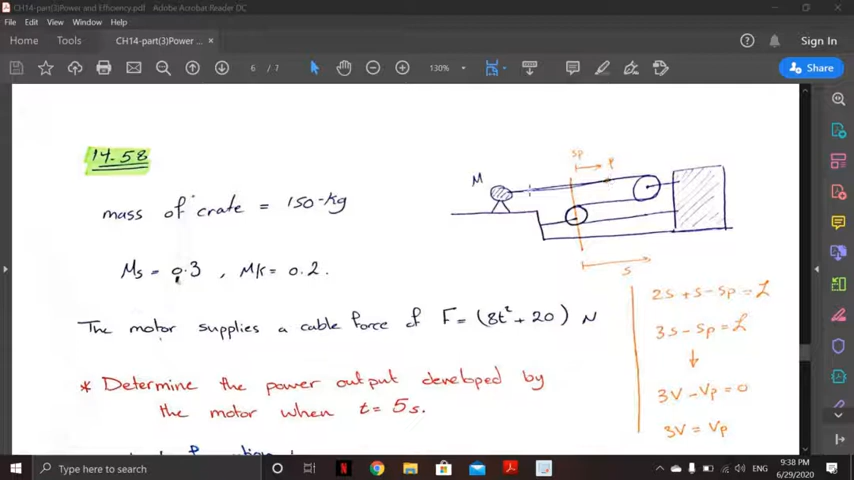 CH14-part(3)Power and Efficency.pdf - Adobe Acrobat Reader DC
File Edit View Window Help
Home Tools CH14-part(3)Power ... × Sign In
6 / 7 130% Share
14-58
mass of crate = 150-kg
Ms = 0.3 , Mk = 0.2.
The motor supplies a cable force of F = (8t² + 20) N
* Determine the power output developed by
the motor when t = 5s.
M
SP
P
S
2S + S - SP = L
3S - SP = L
↓
3V - VP = 0
3V = VP
Type here to search
ENG
9:38 PM
6/29/2020